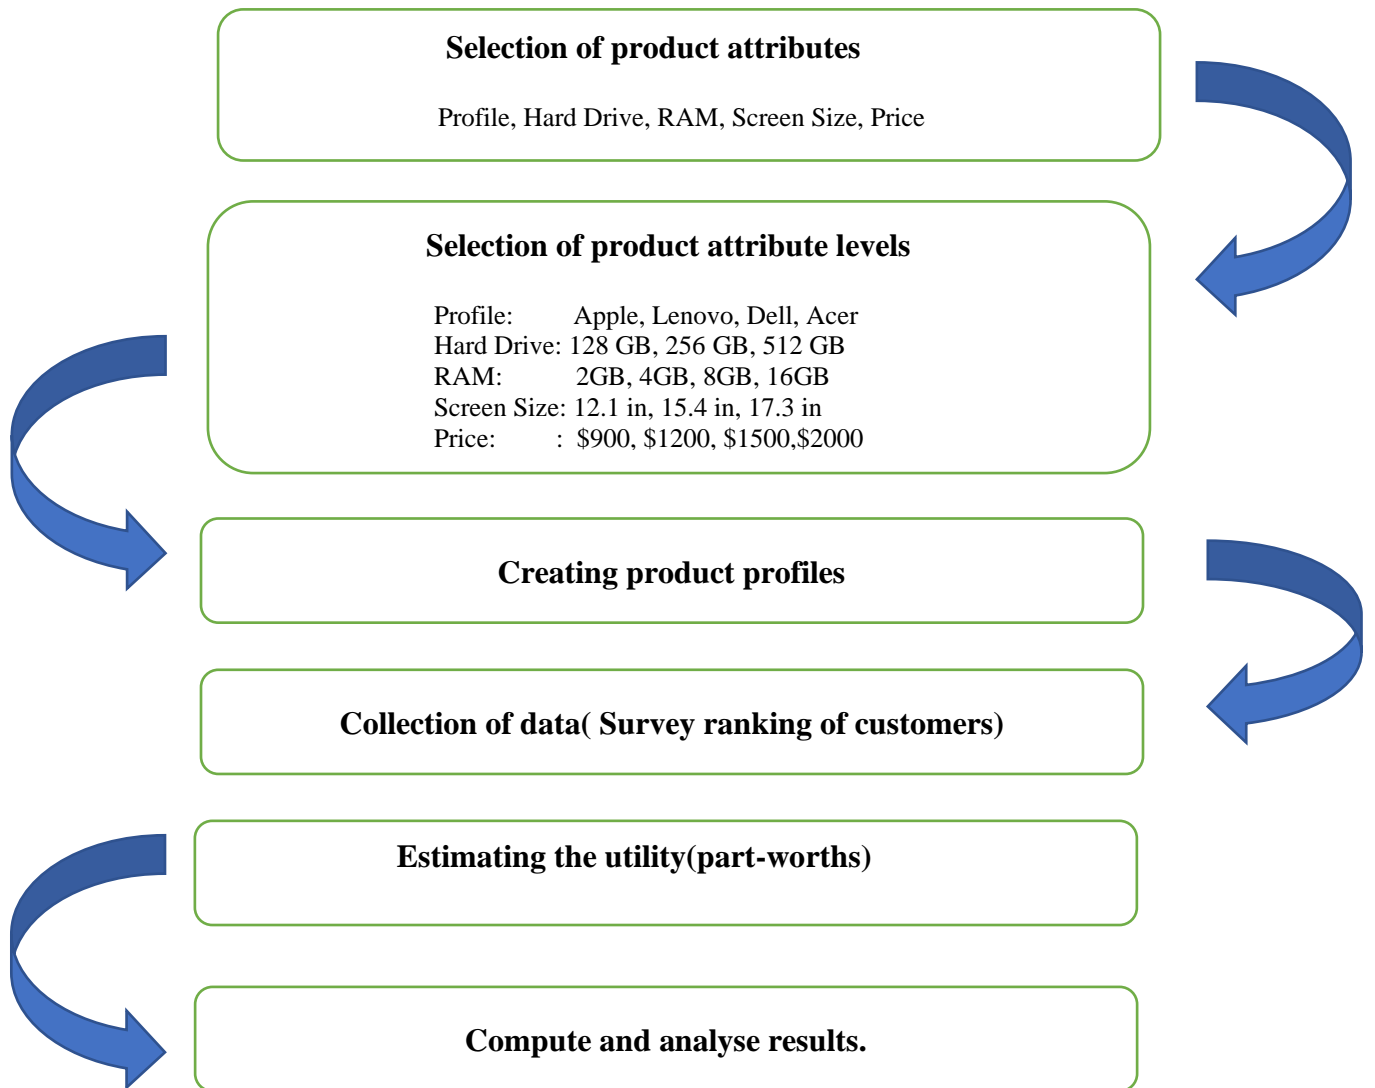 Selection of product attributes
Profile, Hard Drive, RAM, Screen Size, Price
Selection of product attribute levels
Profile: Apple, Lenovo, Dell, Acer
Hard Drive: 128 GB, 256 GB, 512 GB
RAM: 2GB, 4GB, 8GB, 16GB
Screen Size: 12.1 in, 15.4 in, 17.3 in
Price: : $900, $1200, $1500,$2000
Creating product profiles
Collection of data( Survey ranking of customers)
Estimating the utility(part-worths)
Compute and analyse results.